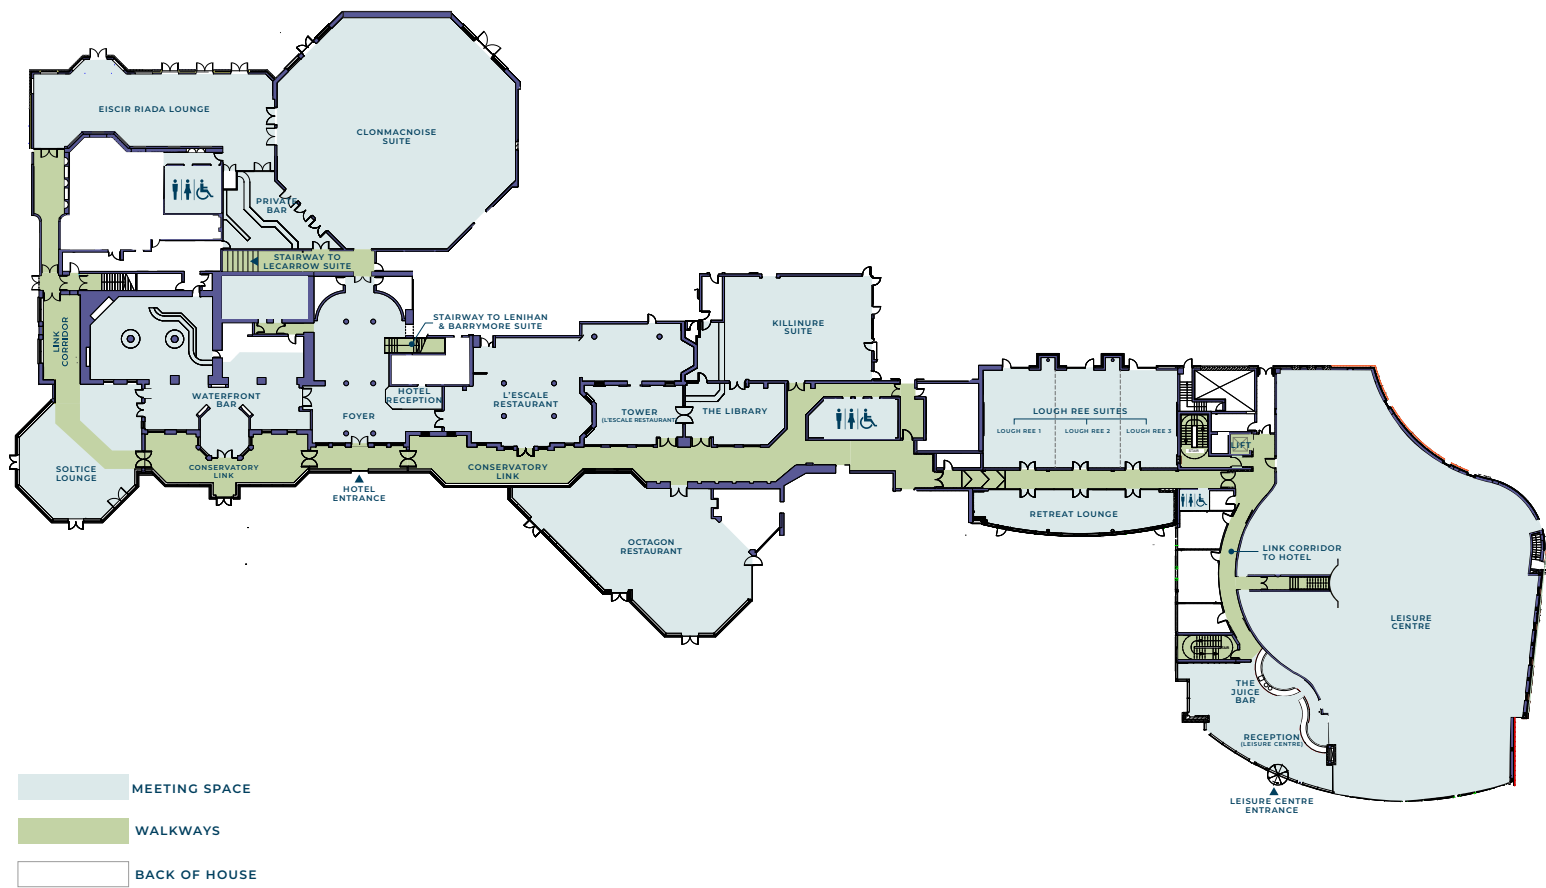 EISCIR RIADA LOUNGE
CLONMACNOISE
SUITE
PRIVATE
BAR
STAIRWAY TO
LECARROW SUITE
LINK
CORRIDOR
STAIRWAY TO LENIHAN
& BARRYMORE SUITE
KILLINURE
SUITE
WATERFRONT
BAR
HOTEL
RECEPTION
FOYER
L'ESCALE
RESTAURANT
TOWER
(L'ESCALE RESTAURANT)
THE LIBRARY
LOUGH REE SUITES
LOUGH REE 1
LOUGH REE 2
LOUGH REE 3
LIFT
SOLTICE
LOUNGE
CONSERVATORY
LINK
CONSERVATORY
LINK
HOTEL
ENTRANCE
RETREAT LOUNGE
OCTAGON
RESTAURANT
LINK CORRIDOR
TO HOTEL
LEISURE
CENTRE
THE
JUICE
BAR
RECEPTION
(LEISURE CENTRE)
LEISURE CENTRE
ENTRANCE
MEETING SPACE
WALKWAYS
BACK OF HOUSE